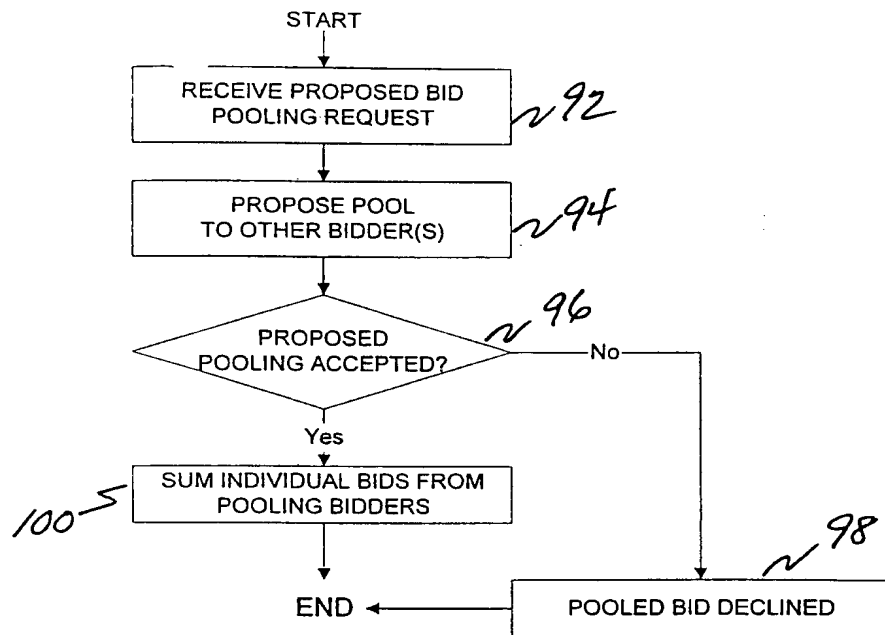 START
RECEIVE PROPOSED BID
POOLING REQUEST
92
PROPOSE POOL
TO OTHER BIDDER(S)
94
PROPOSED
POOLING ACCEPTED?
96
No
Yes
SUM INDIVIDUAL BIDS FROM
POOLING BIDDERS
100
98
END
POOLED BID DECLINED